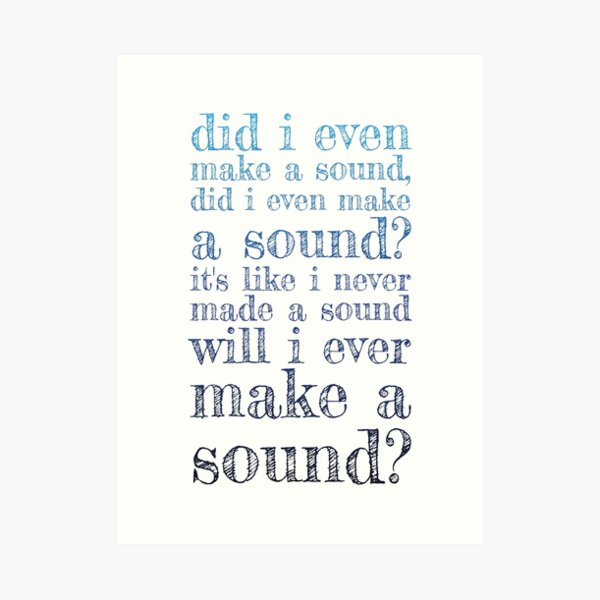 did i even
make a sound,
did i even make
a sound?
it's like i never
made a sound
will i ever
make a
sound?